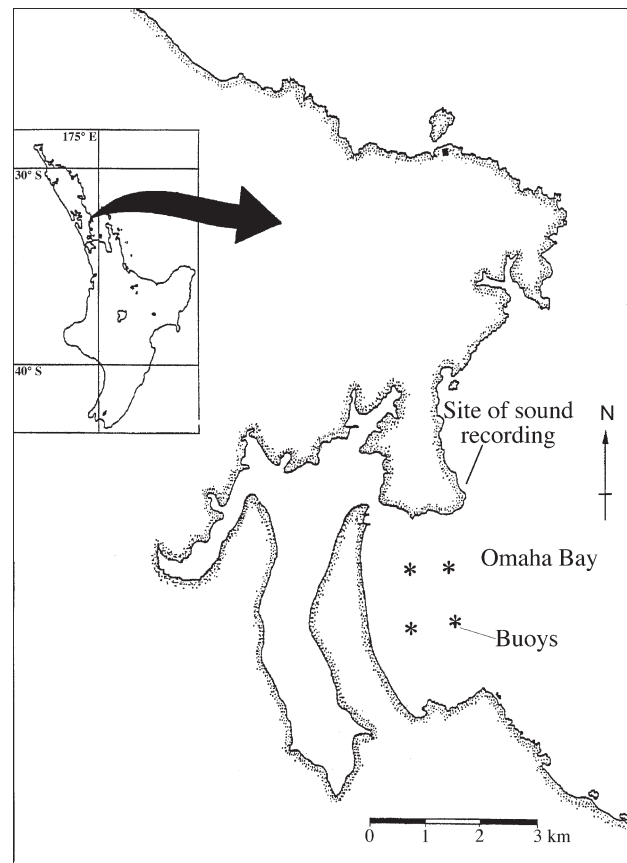 175° E
30° S
40° S
Site of sound
recording
N
Omaha Bay
Buoys
0 1 2 3 km